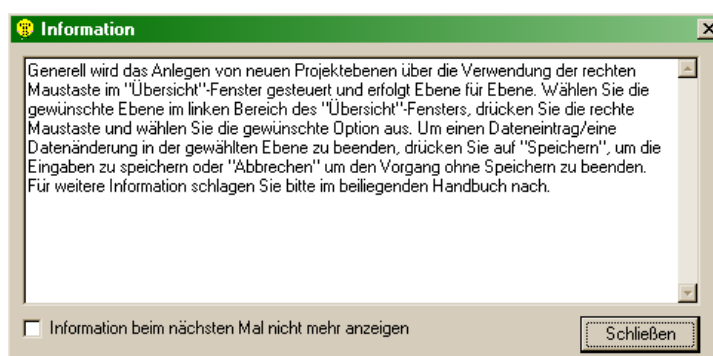 Information
Generell wird das Anlegen von neuen Projektebenen über die Verwendung der rechten
Maustaste im "Übersicht"-Fenster gesteuert und erfolgt Ebene für Ebene. Wählen Sie die
gewünschte Ebene im linken Bereich des "Übersicht"-Fensters, drücken Sie die rechte
Maustaste und wählen Sie die gewünschte Option aus. Um einen Dateneintrag/eine
Datenänderung in der gewählten Ebene zu beenden, drücken Sie auf "Speichern", um die
Eingaben zu speichern oder "Abbrechen" um den Vorgang ohne Speichern zu beenden.
Für weitere Information schlagen Sie bitte im beiliegenden Handbuch nach.
Information beim nächsten Mal nicht mehr anzeigen
Schließen